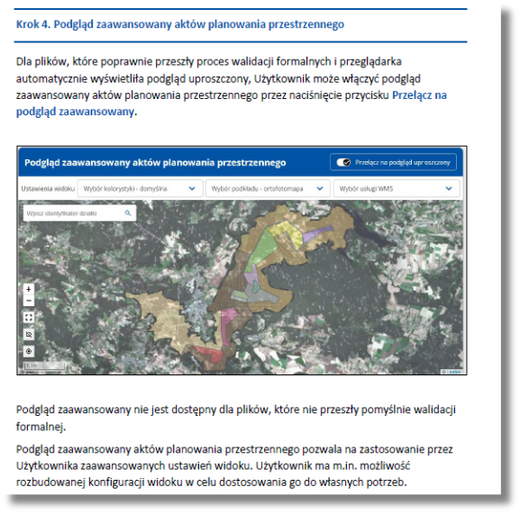 Krok 4. Podgląd zaawansowany aktów planowania przestrzennego
Dla plików, które poprawnie przeszły proces walidacji formalnych i przeglądarka
automatycznie wyświetliła podgląd uproszczony, Użytkownik może włączyć podgląd
zaawansowany aktów planowania przestrzennego przez naciśnięcie przycisku Przełącz na
podgląd zaawansowany.
Podgląd zaawansowany aktów planowania przestrzennego
Przełącz na podgląd uproszczony
Ustawienia widoku
Wybór kolorystyki - domyślna
Wybór podkładu - ortofotomapa
Wybór usługi WMS
Wpisz identyfikator działki
+
−
Podgląd zaawansowany nie jest dostępny dla plików, które nie przeszły pomyślnie walidacji
formalnej.
Podgląd zaawansowany aktów planowania przestrzennego pozwala na zastosowanie przez
Użytkownika zaawansowanych ustawień widoku. Użytkownik ma m.in. możliwość
rozbudowanej konfiguracji widoku w celu dostosowania go do własnych potrzeb.